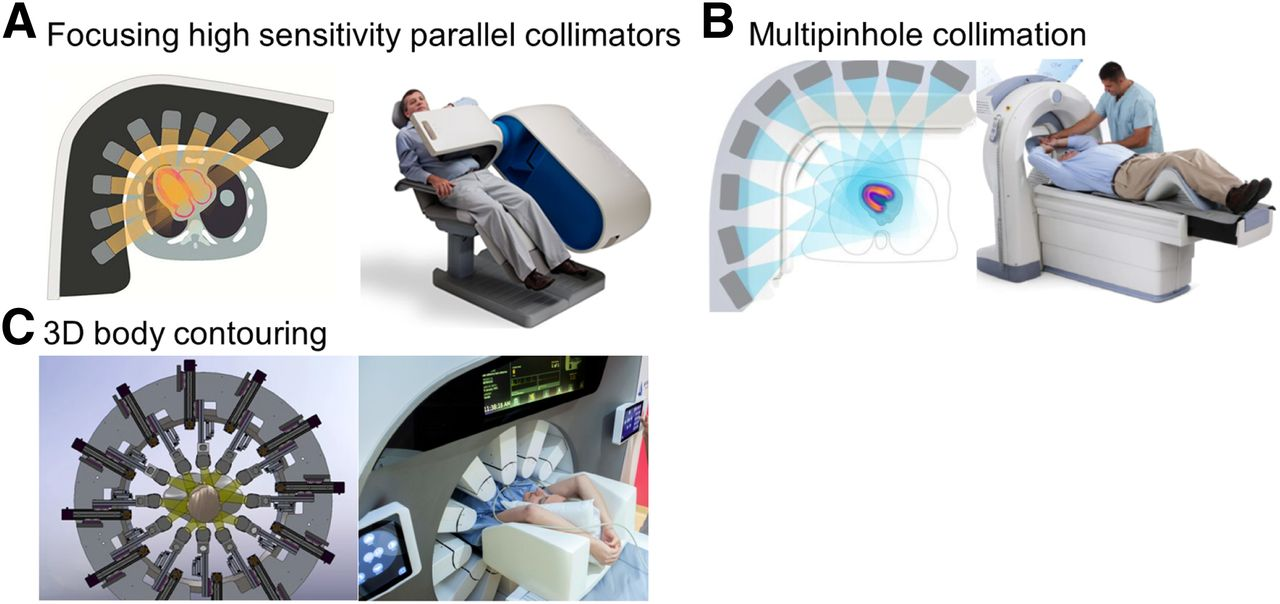 A Focusing high sensitivity parallel collimators
B Multipinhole collimation
C 3D body contouring